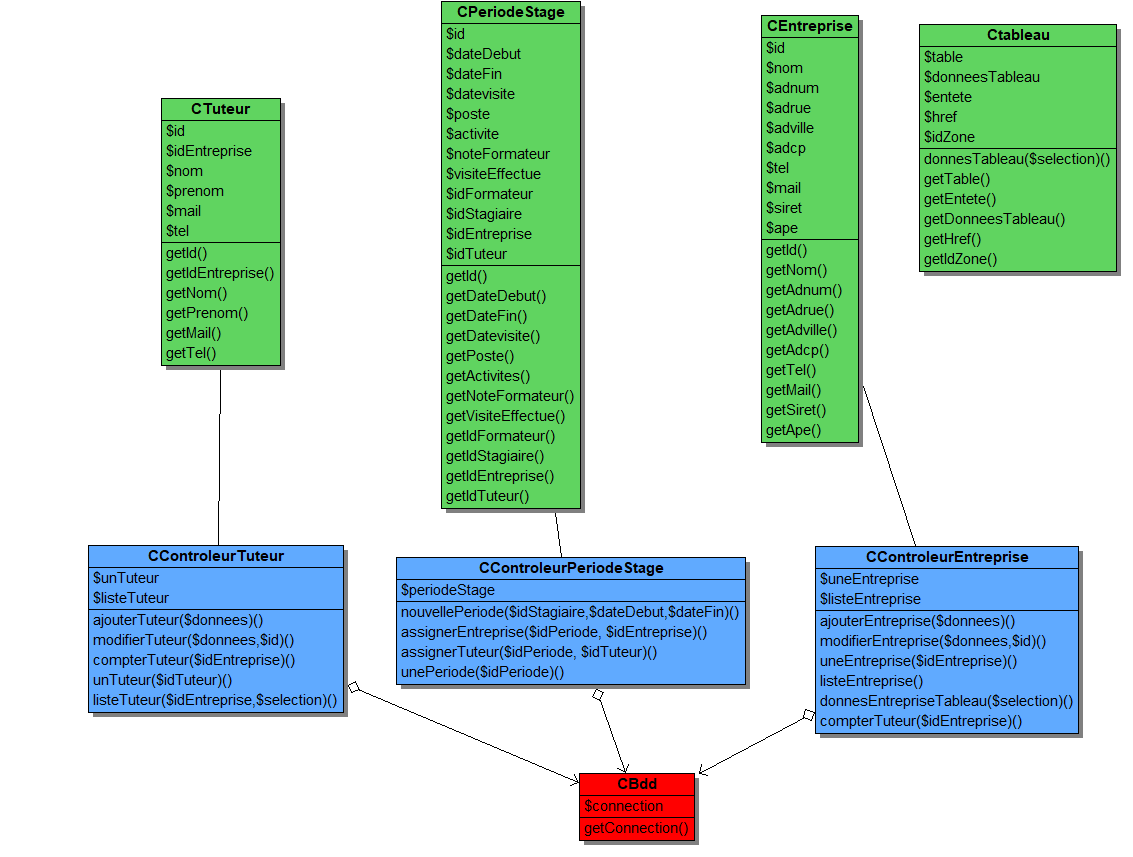 CTuteur
$id
$idEntreprise
$nom
$prenom
$mail
$tel
getId()
getIdEntreprise()
getNom()
getPrenom()
getMail()
getTel()
CPeriodeStage
$id
$dateDebut
$dateFin
$datevisite
$poste
$activite
$noteFormateur
$visiteEffectue
$idFormateur
$idStagiaire
$idEntreprise
$idTuteur
getId()
getDateDebut()
getDateFin()
getDatevisite()
getPoste()
getActivites()
getNoteFormateur()
getVisiteEffectue()
getIdFormateur()
getIdStagiaire()
getIdEntreprise()
getIdTuteur()
CEntreprise
$id
$nom
$adnum
$adrue
$adville
$adcp
$tel
$mail
$siret
$ape
getId()
getNom()
getAdnum()
getAdrue()
getAdville()
getAdcp()
getTel()
getMail()
getSiret()
getApe()
Ctableau
$table
$donneesTableau
$entete
$href
$idZone
donnesTableau($selection)()
getTable()
getEntete()
getDonneesTableau()
getHref()
getIdZone()
CControleurTuteur
$unTuteur
$listeTuteur
ajouterTuteur($donnees)()
modifierTuteur($donnees,$id)()
compterTuteur($idEntreprise)()
unTuteur($idTuteur)()
listeTuteur($idEntreprise,$selection)()
CControleurPeriodeStage
$periodeStage
nouvellePeriode($idStagiaire,$dateDebut,$dateFin)()
assignerEntreprise($idPeriode, $idEntreprise)()
assignerTuteur($idPeriode, $idTuteur)()
unePeriode($idPeriode)()
CControleurEntreprise
$uneEntreprise
$listeEntreprise
ajouterEntreprise($donnees)()
modifierEntreprise($donnees,$id)()
uneEntreprise($idEntreprise)()
listeEntreprise()
donnesEntrepriseTableau($selection)()
compterTuteur($idEntreprise)()
CBdd
$connection
getConnection()